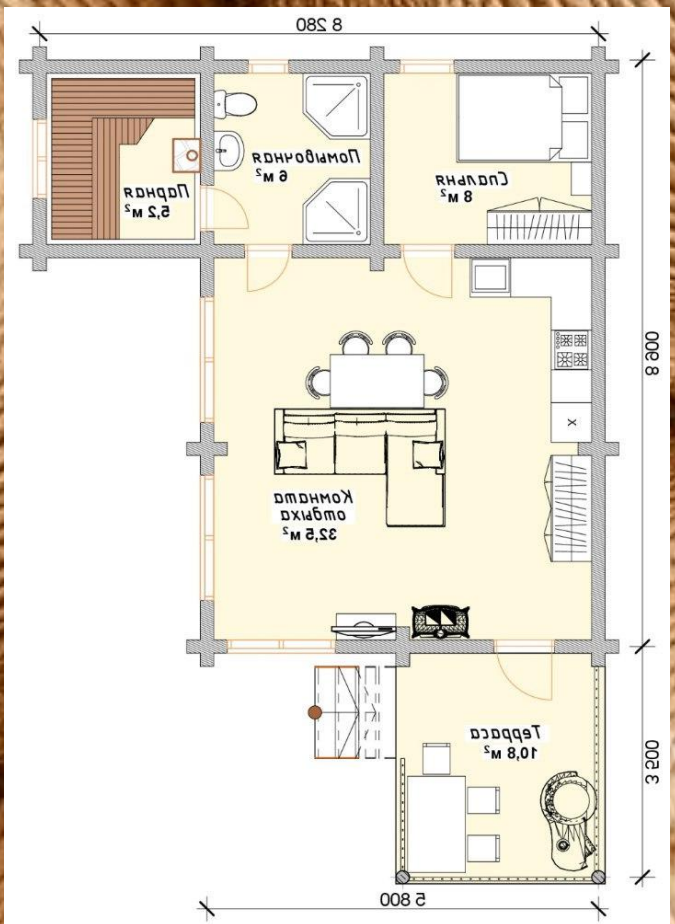 8 280
Парная
5,2 м²
Помывочная
6 м²
Спальня
8 м²
8 900
x
Комната
отдыха
32,5 м²
Терраса
10,8 м²
3 500
5 800